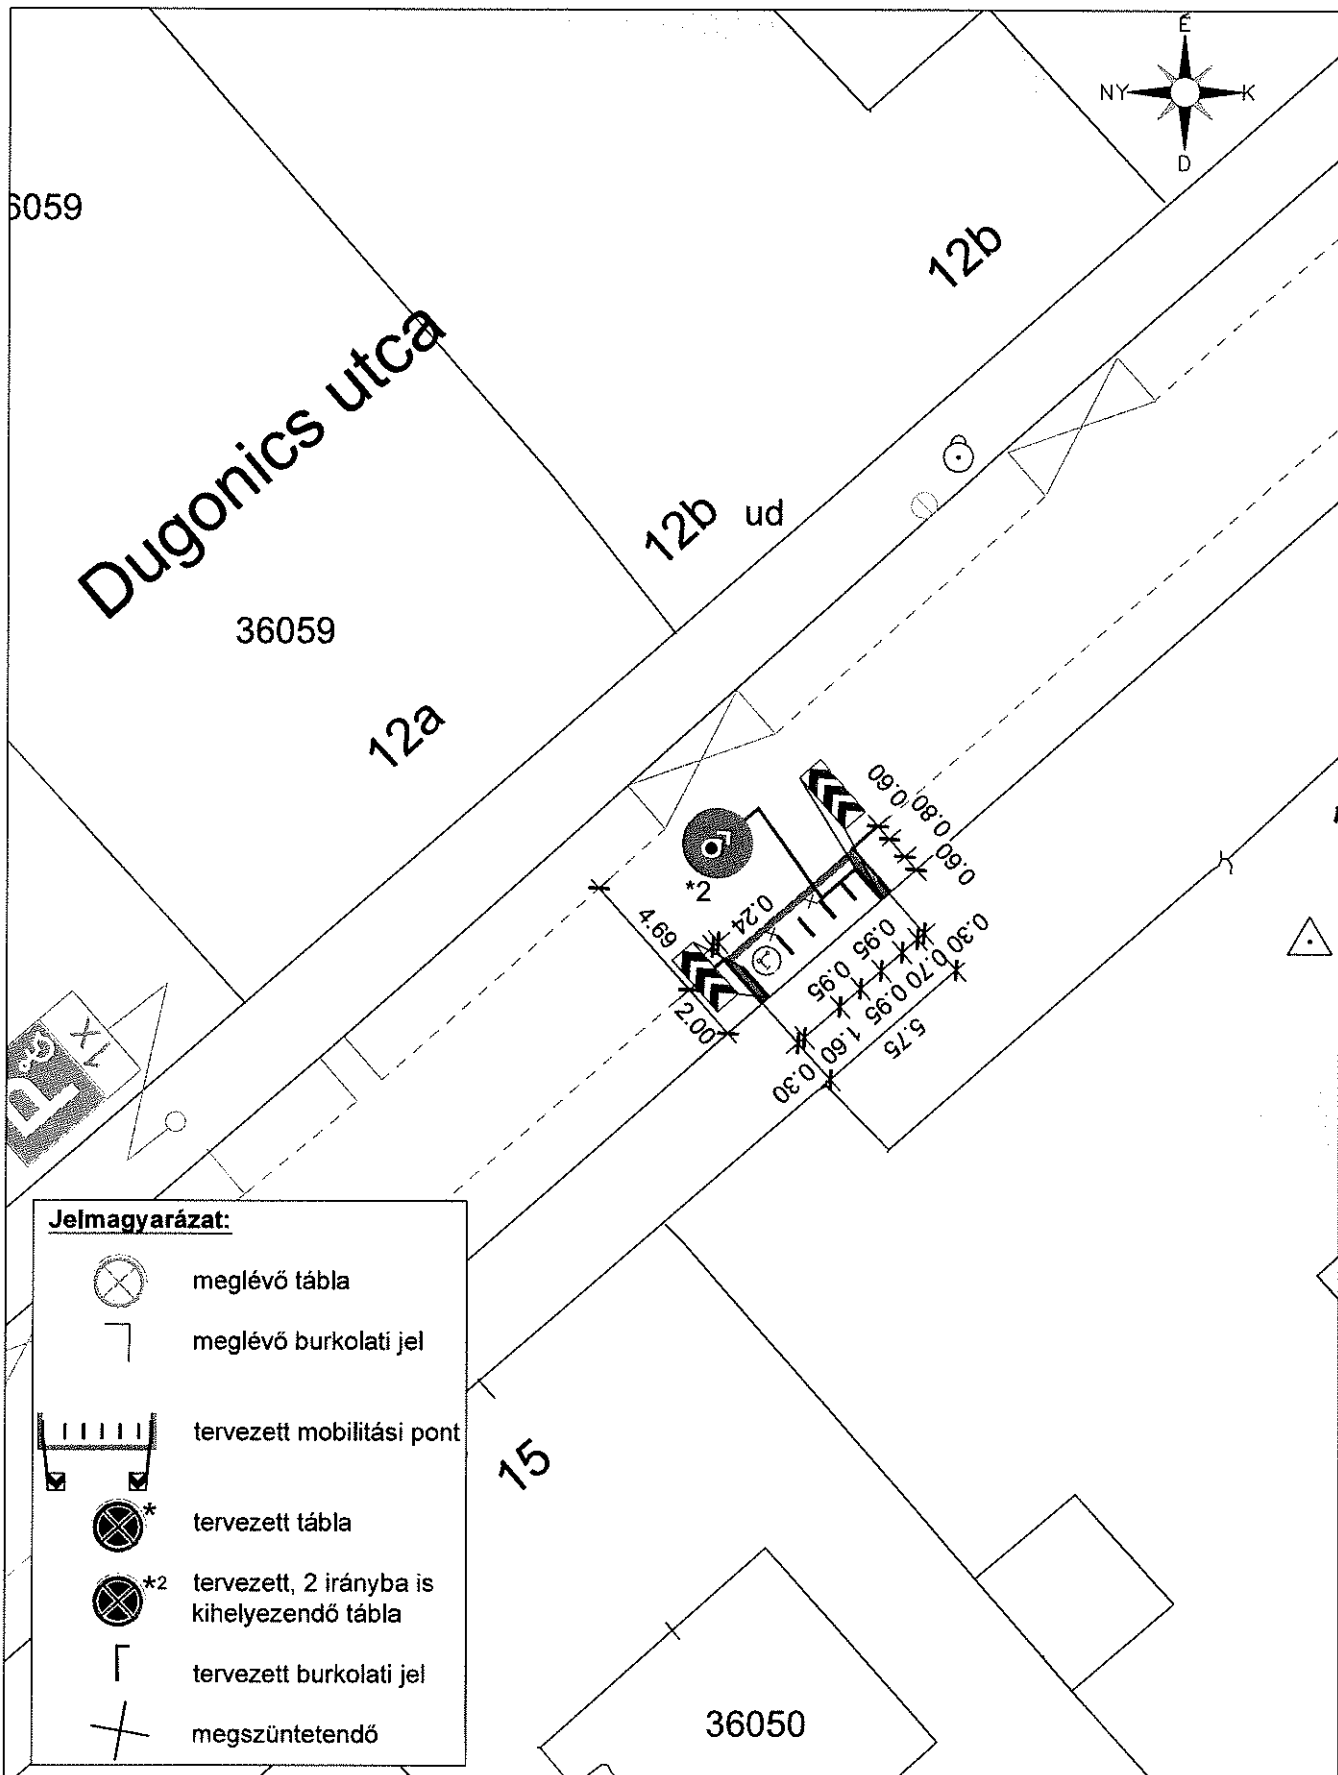 É
NY K
D
6059
12b
Dugonics utca
12b ud
36059
12a
0.60
0.80
0.60
*2
0.24
4.69
0.30
0.70
0.95
0.95
0.95
2.00
1.60
5.75
0.30
XIV
P&
Jelmagyarázat:
meglévő tábla
meglévő burkolati jel
tervezett mobilitási pont
* tervezett tábla
*2 tervezett, 2 irányba is
kihelyezendő tábla
tervezett burkolati jel
megszüntetendő
15
36050